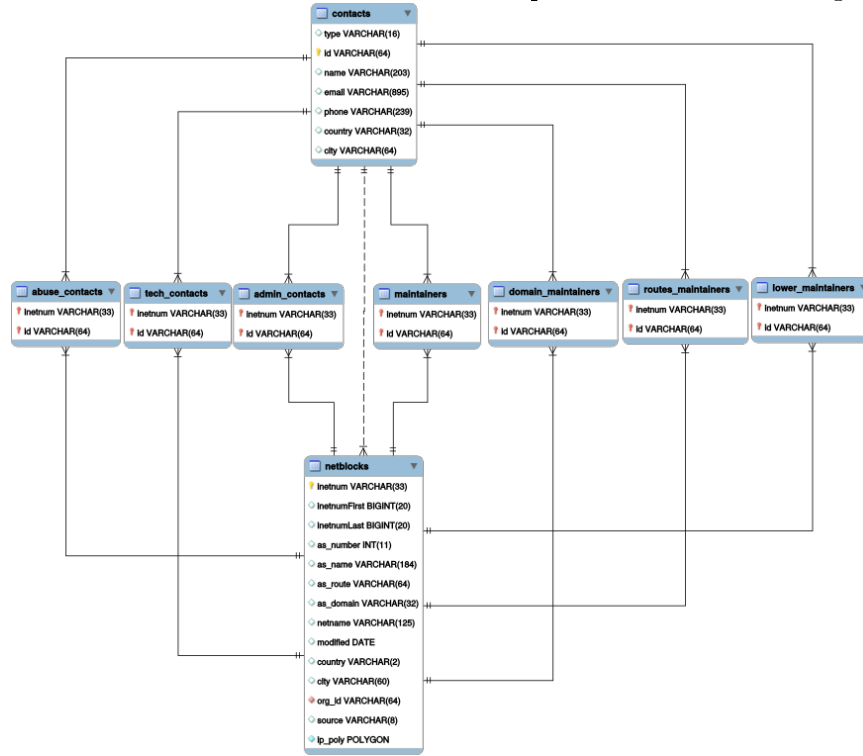 contacts
type VARCHAR(16)
id VARCHAR(64)
name VARCHAR(203)
email VARCHAR(895)
phone VARCHAR(239)
country VARCHAR(32)
city VARCHAR(64)
abuse_contacts
inetnum VARCHAR(33)
id VARCHAR(64)
tech_contacts
inetnum VARCHAR(33)
id VARCHAR(64)
admin_contacts
inetnum VARCHAR(33)
id VARCHAR(64)
maintainers
inetnum VARCHAR(33)
id VARCHAR(64)
domain_maintainers
inetnum VARCHAR(33)
id VARCHAR(64)
routes_maintainers
inetnum VARCHAR(33)
id VARCHAR(64)
lower_maintainers
inetnum VARCHAR(33)
id VARCHAR(64)
netblocks
inetnum VARCHAR(33)
inetnumFirst BIGINT(20)
inetnumLast BIGINT(20)
as_number INT(11)
as_name VARCHAR(184)
as_route VARCHAR(64)
as_domain VARCHAR(32)
netname VARCHAR(125)
modified DATE
country VARCHAR(2)
city VARCHAR(60)
org_id VARCHAR(64)
source VARCHAR(8)
ip_poly POLYGON